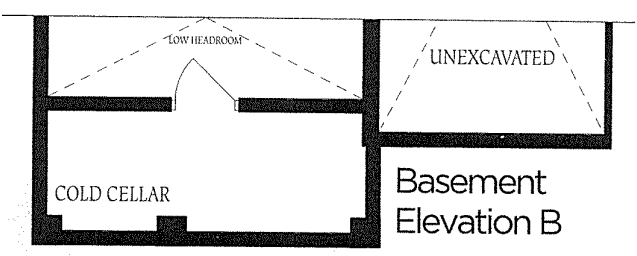 LOW HEADROOM
UNEXCAVATED
COLD CELLAR
Basement
Elevation B